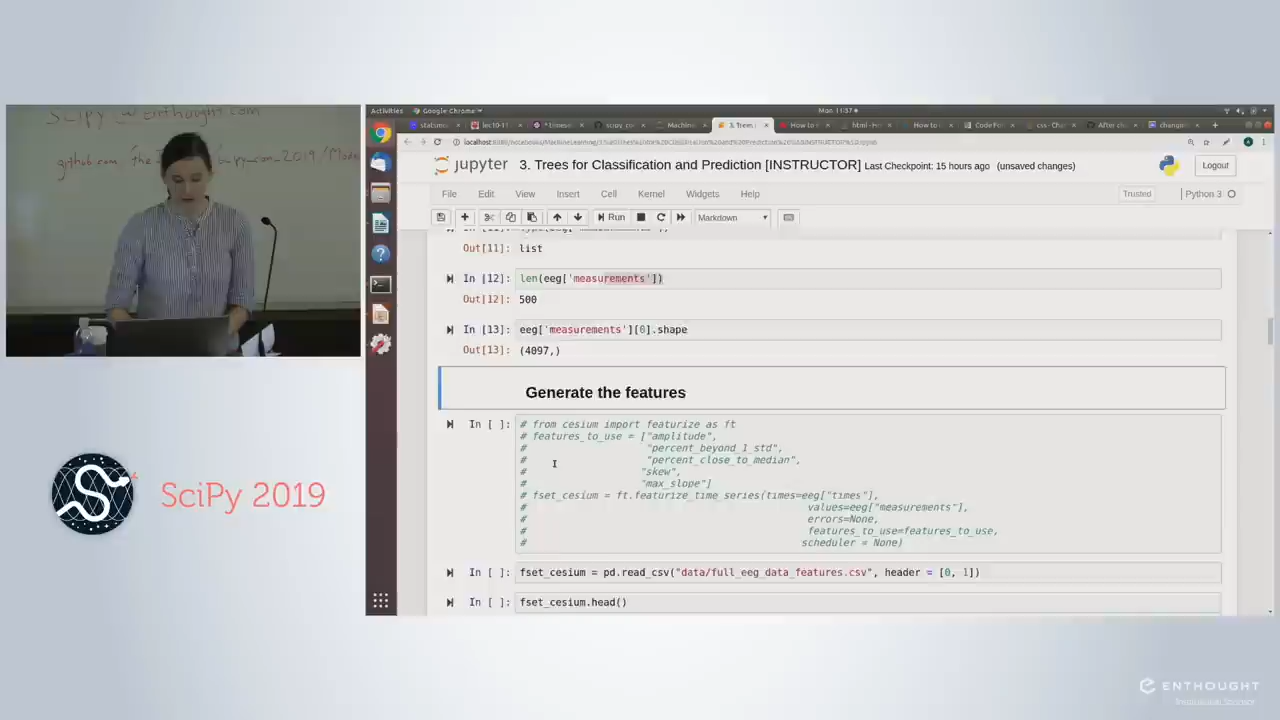 scipy @ enthought.com
Activities
Google Chrome
Mon 11:37
3. Trees for Classification and Prediction [INSTRUCTOR] Last Checkpoint: 15 hours ago (unsaved changes)
jupyter
Logout
File Edit View Insert Cell Kernel Widgets Help
Trusted
Python 3
Run
Markdown
Out[11]: list
In [12]: len(eeg['measurements'])
Out[12]: 500
In [13]: eeg['measurements'][0].shape
Out[13]: (4097,)
Generate the features
In [ ]: # from cesium import featurize as ft
# features_to_use = ["amplitude",
# "percent_beyond_1_std",
# "percent_close_to_median",
# "skew",
# "max_slope"]
# fset_cesium = ft.featurize_time_series(times=eeg["times"],
# values=eeg["measurements"],
# errors=None,
# features_to_use=features_to_use,
# scheduler = None)
In [ ]: fset_cesium = pd.read_csv("data/full_eeg_data_features.csv", header = [0, 1])
In [ ]: fset_cesium.head()
SciPy 2019
ENTHOUGHT